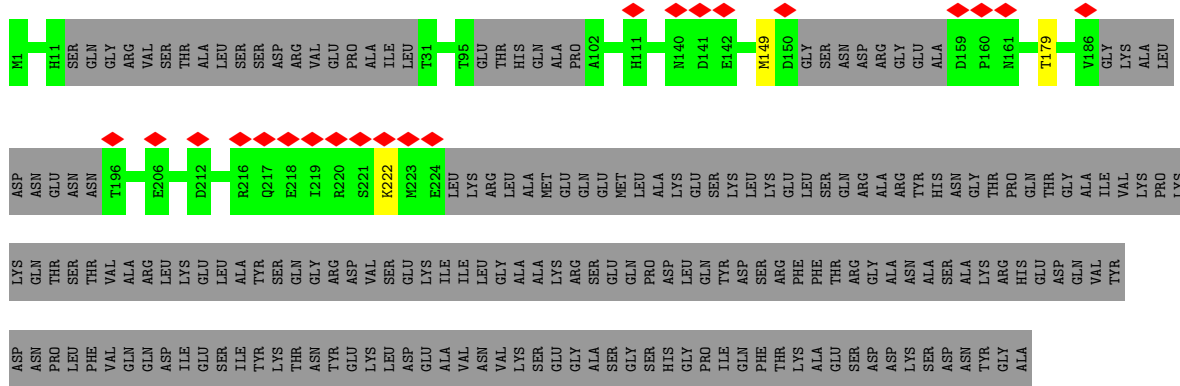 M1 H11 SER GLN GLY ARG VAL SER THR ALA LEU SER SER ASP ARG VAL GLU PRO ALA ILE LEU T31 T95 GLU THR HIS GLN ALA PRO A102 H111 N140 D141 E142 M149 D150 GLY SER ASN ASP ARG GLY GLU ALA D159 P160 N161 T179 V186 GLY LYS ALA LEU
ASP ASN GLU ASN ASN T196 E206 D212 R216 Q217 E218 I219 R220 S221 K222 M223 E224 LEU LYS ARG LEU ALA MET GLU GLN GLU MET LEU ALA LYS GLU SER LYS LEU LYS GLU LEU SER GLN ARG ALA ARG TYR HIS ASN GLY THR PRO GLN THR GLY ALA ILE VAL LYS PRO LYS
LYS GLN THR SER THR VAL ALA ARG LEU LYS GLU LEU ALA TYR SER GLN GLY ARG ASP VAL SER GLU LYS ILE ILE LEU GLY ALA ALA LYS ARG SER GLU GLN PRO ASP LEU GLN TYR ASP SER ARG PHE PHE THR ARG GLY ALA ASN ALA SER ALA LYS ARG HIS GLU ASP GLN VAL TYR
ASP ASN PRO LEU PHE VAL GLN GLN ASP ILE GLU SER ILE TYR LYS THR ASN TYR GLU LYS LEU ASP GLU ALA VAL ASN VAL LYS SER GLU GLY ALA SER GLY SER HIS GLY PRO ILE GLN PHE THR LYS ALA GLU SER ASP ASP LYS SER ASP ASN TYR GLY ALA